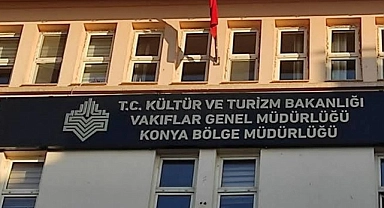 T.C. KÜLTÜR VE TURİZM BAKANLIĞI
VAKIFLAR GENEL MÜDÜRLÜĞÜ
KONYA BÖLGE MÜDÜRLÜĞÜ